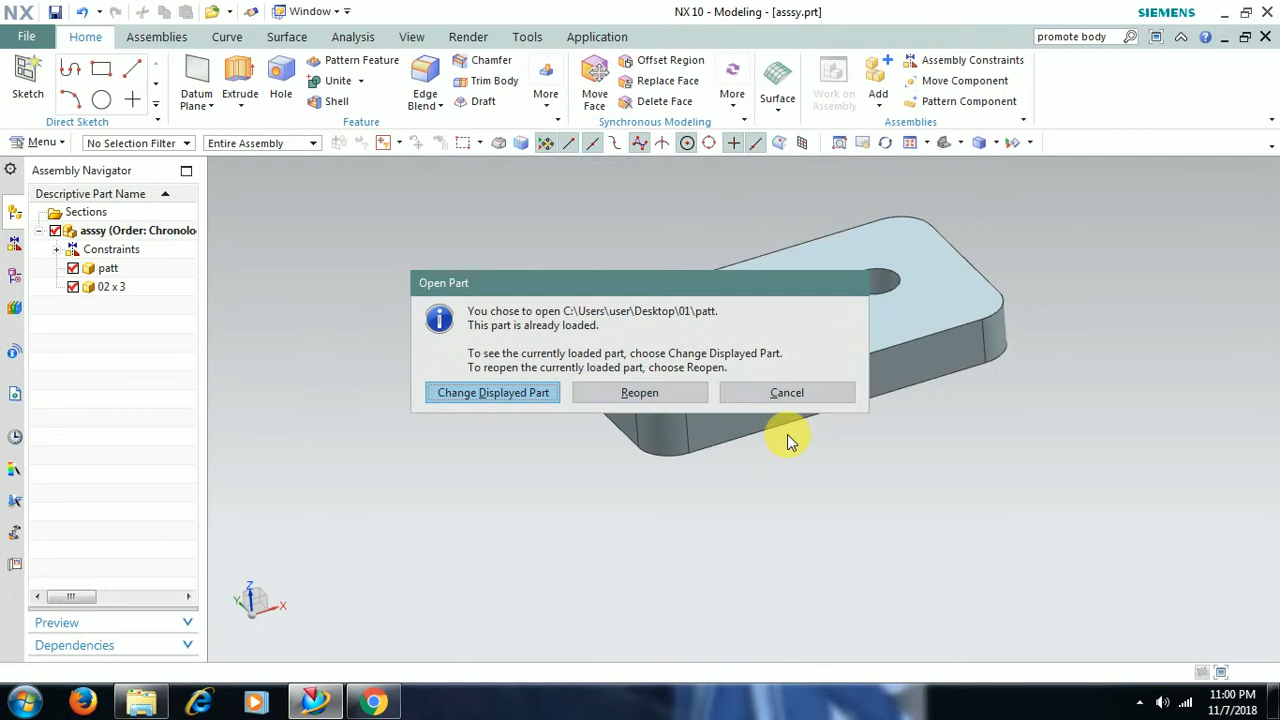 NX
Window
NX 10 - Modeling - [asssy.prt]
SIEMENS
File
Home
Assemblies
Curve
Surface
Analysis
View
Render
Tools
Application
promote body
Sketch
Direct Sketch
Datum
Plane
Extrude
Hole
Pattern Feature
Unite
Shell
Edge
Blend
Chamfer
Trim Body
Draft
More
Feature
Move
Face
Offset Region
Replace Face
Delete Face
More
Synchronous Modeling
Surface
Work on
Assembly
Add
Assembly Constraints
Move Component
Pattern Component
Assemblies
Menu
No Selection Filter
Entire Assembly
Assembly Navigator
Descriptive Part Name
Sections
asssy (Order: Chronolo
Constraints
patt
02 x 3
Open Part
You chose to open C:\Users\user\Desktop\01\patt.
This part is already loaded.
To see the currently loaded part, choose Change Displayed Part.
To reopen the currently loaded part, choose Reopen.
Change Displayed Part
Reopen
Cancel
Z
Y
X
Preview
Dependencies
11:00 PM
11/7/2018